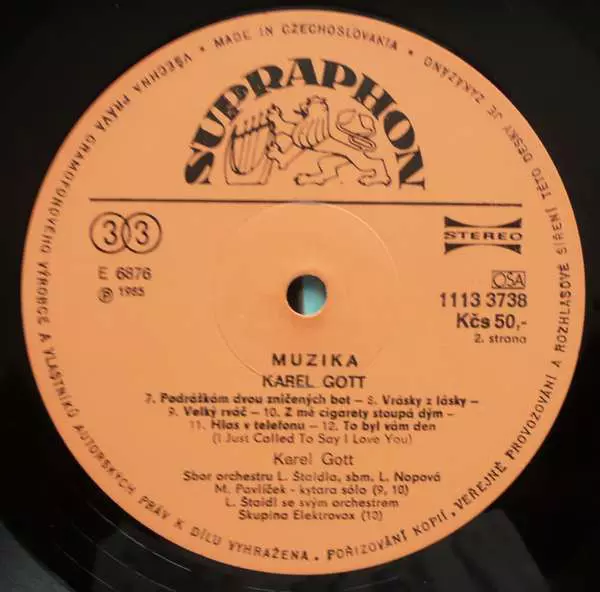 VŠECHNA PRÁVA GRAMOFONOVÉHO VÝROBCE A VLASTNÍKŮ AUTORSKÝCH PRÁV K DÍLU VYHRAŽENA. POŘIZOVÁNÍ KOPIÍ, VEŘEJNÉ PROVOZOVÁNÍ A ROZHLASOVÉ ŠÍŘENÍ TÉTO DESKY JE ZAKÁZÁNO • MADE IN CZECHOSLOVAKIA •
SUPRAPHON
33
STEREO
E 6876
Ⓟ 1985
OSA
1113 3738
Kčs 50,-
2. strana
MUZIKA
KAREL GOTT
7. Podráškám dvou zničených bot – 8. Vrásky z lásky –
9. Velký rváč – 10. Z mé cigarety stoupá dým –
11. Hlas v telefonu – 12. To byl vám den
(I Just Called To Say I Love You)
Karel Gott
Sbor orchestru L. Štaidla, sbm. L. Nopová
M. Pavlíček - kytara sólo (9, 10)
L. Štaidl se svým orchestrem
Skupina Elektrovox (10)